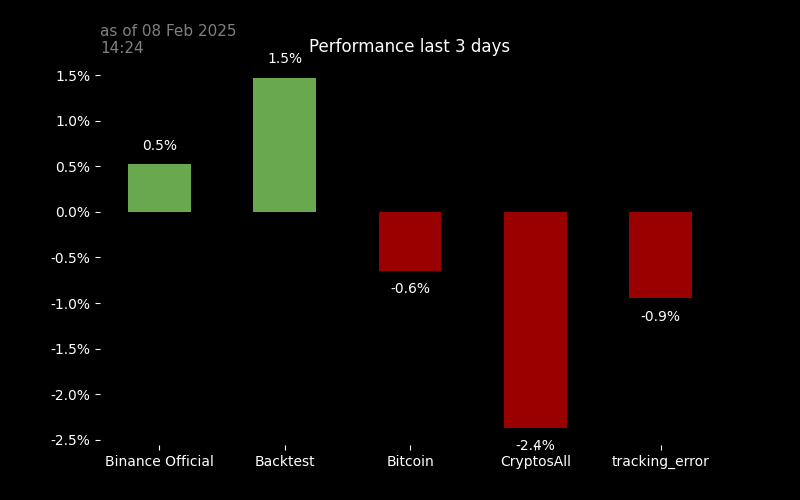 as of 08 Feb 2025
14:24
Performance last 3 days
1.5%
1.5%
1.0%
0.5%
0.5%
0.0%
-0.5%
-0.6%
-1.0%
-0.9%
-1.5%
-2.0%
-2.5%
-2.4%
Binance Official
Backtest
Bitcoin
CryptosAll
tracking_error